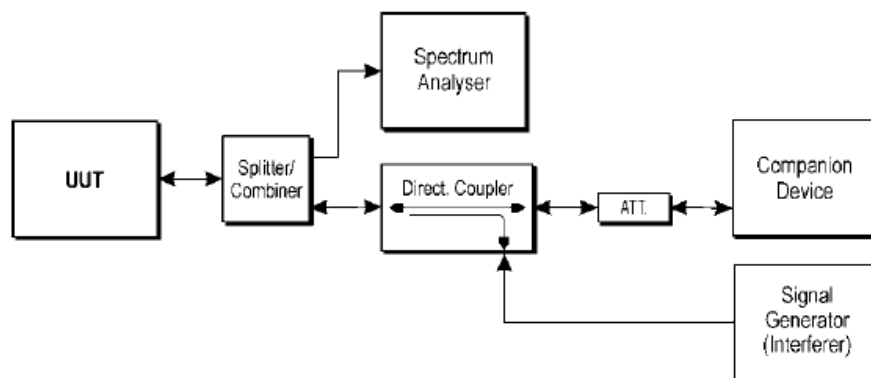 Spectrum
Analyser
UUT
Splitter/
Combiner
Direct. Coupler
ATT.
Companion
Device
Signal
Generator
(Interferer)